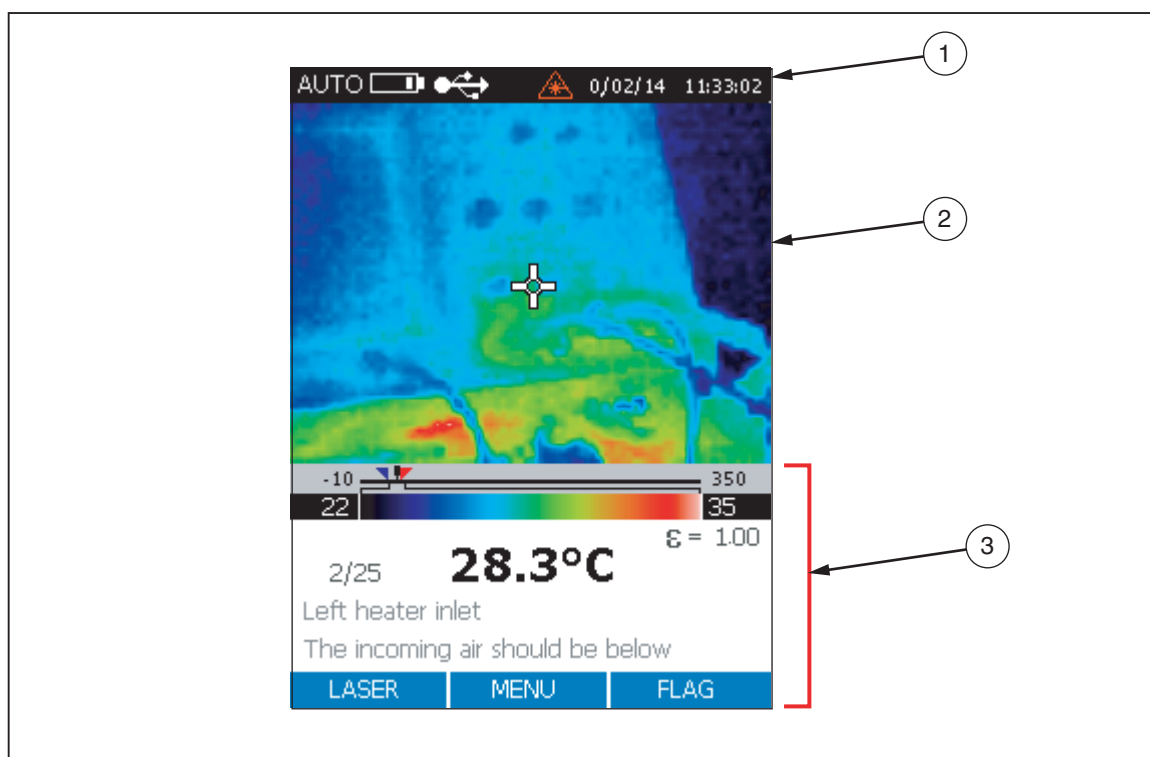 1
AUTO 0/02/14 11:33:02
2
-10 350
22 35
ε = 1.00
2/25 28.3°C
3
Left heater inlet
The incoming air should be below
LASER MENU FLAG